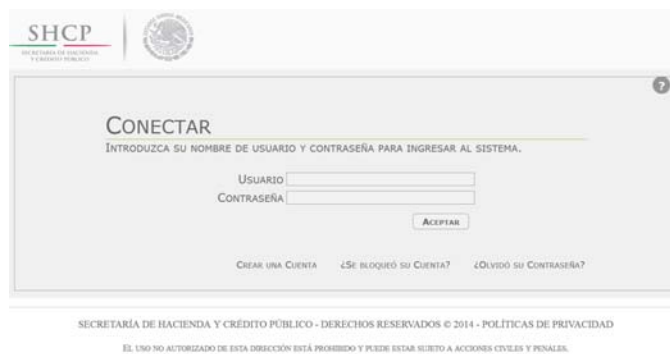 SHCP
SECRETARÍA DE HACIENDA
Y CRÉDITO PÚBLICO
?
CONECTAR
INTRODUZCA SU NOMBRE DE USUARIO Y CONTRASEÑA PARA INGRESAR AL SISTEMA.
USUARIO
CONTRASEÑA
ACEPTAR
CREAR UNA CUENTA ¿SE BLOQUEÓ SU CUENTA? ¿OLVIDÓ SU CONTRASEÑA?
SECRETARÍA DE HACIENDA Y CRÉDITO PÚBLICO - DERECHOS RESERVADOS © 2014 - POLÍTICAS DE PRIVACIDAD
EL USO NO AUTORIZADO DE ESTA DIRECCIÓN ESTÁ PROHIBIDO Y PUEDE ESTAR SUJETO A ACCIONES CIVILES Y PENALES.